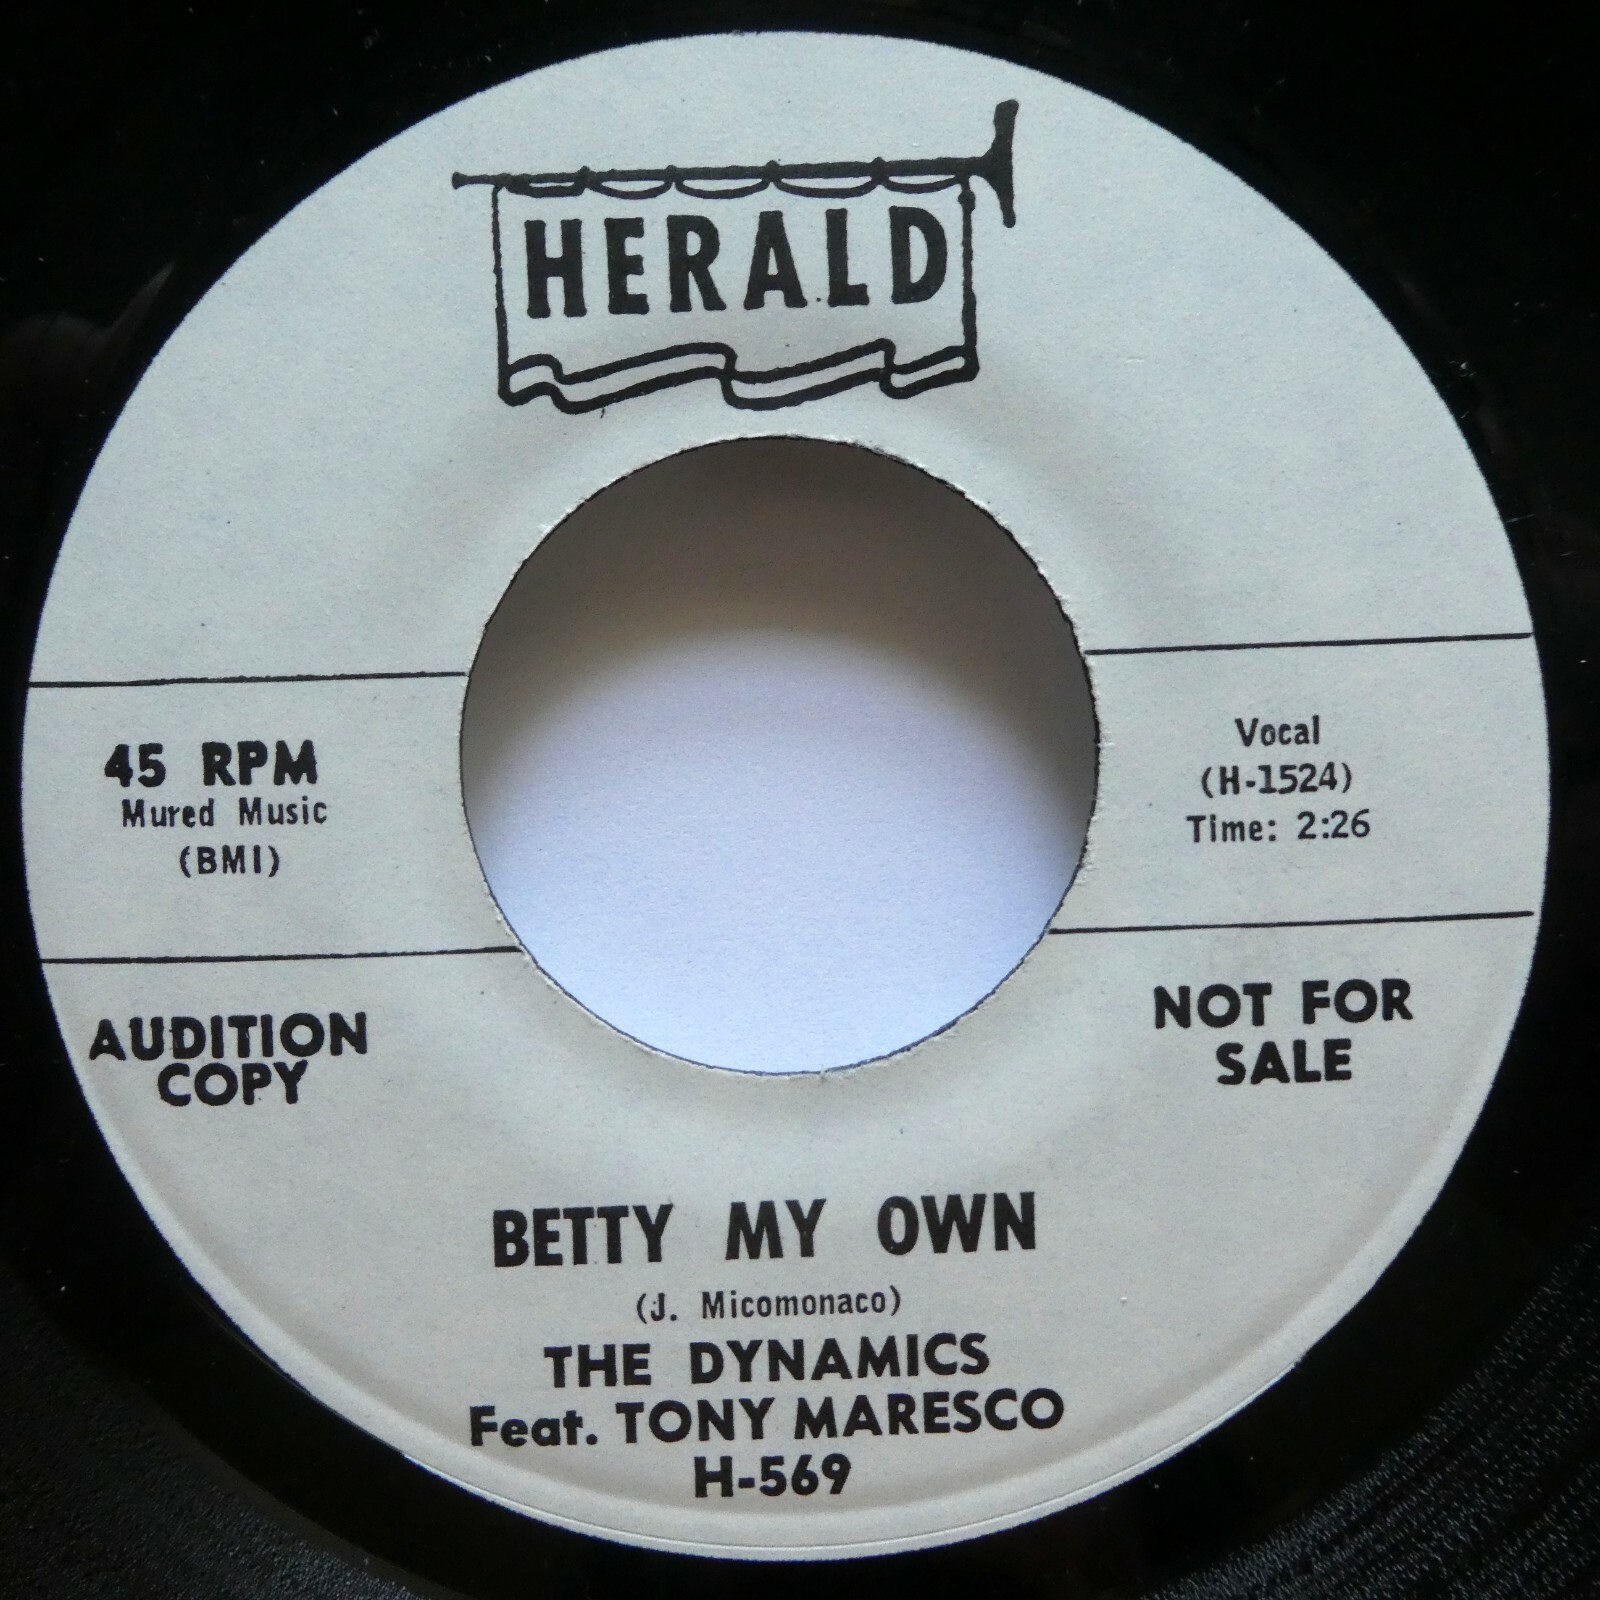 HERALD
45 RPM
Mured Music
(BMI)
Vocal
(H-1524)
Time: 2:26
AUDITION
COPY
NOT FOR
SALE
BETTY MY OWN
(J. Micomonaco)
THE DYNAMICS
Feat. TONY MARESCO
H-569